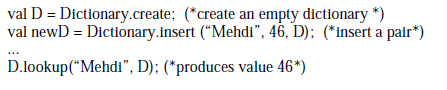 val D = Dictionary.create;  (*create an empty dictionary *)
val newD = Dictionary.insert (“Mehdi”, 46, D);  (*insert a pair*)
...
D.lookup(“Mehdi”, D); (*produces value 46*)